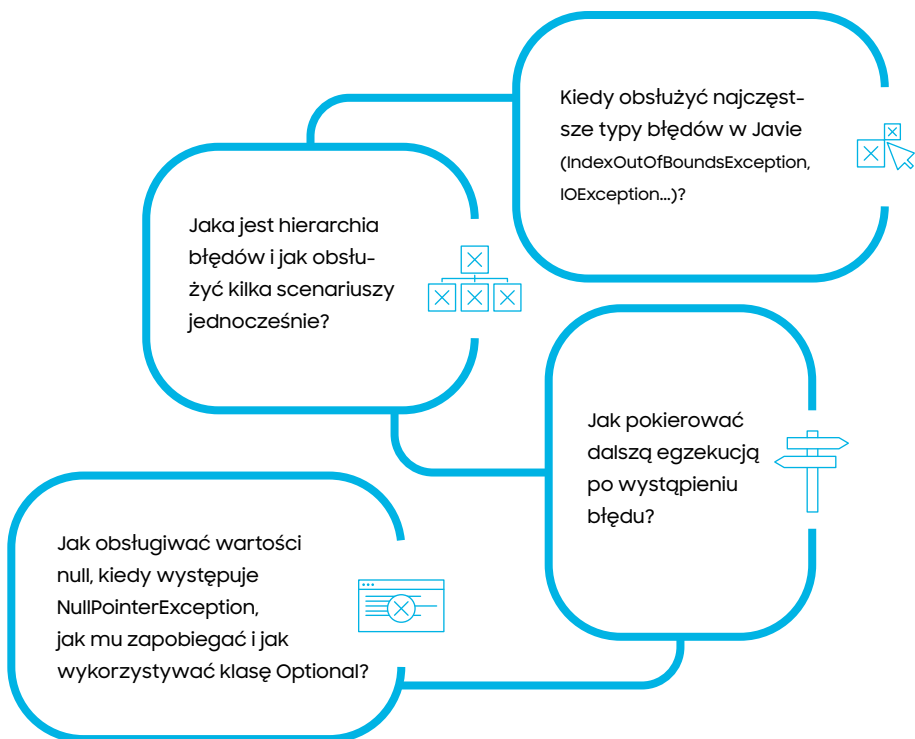 Kiedy obsłużyć najczęst-
sze typy błędów w Javie
(IndexOutOfBoundsException,
IOException...)?
Jaka jest hierarchia
błędów i jak obsłu-
żyć kilka scenariuszy
jednocześnie?
Jak pokierować
dalszą egzekucją
po wystąpieniu
błędu?
Jak obsługiwać wartości
null, kiedy występuje
NullPointerException,
jak mu zapobiegać i jak
wykorzystywać klasę Optional?